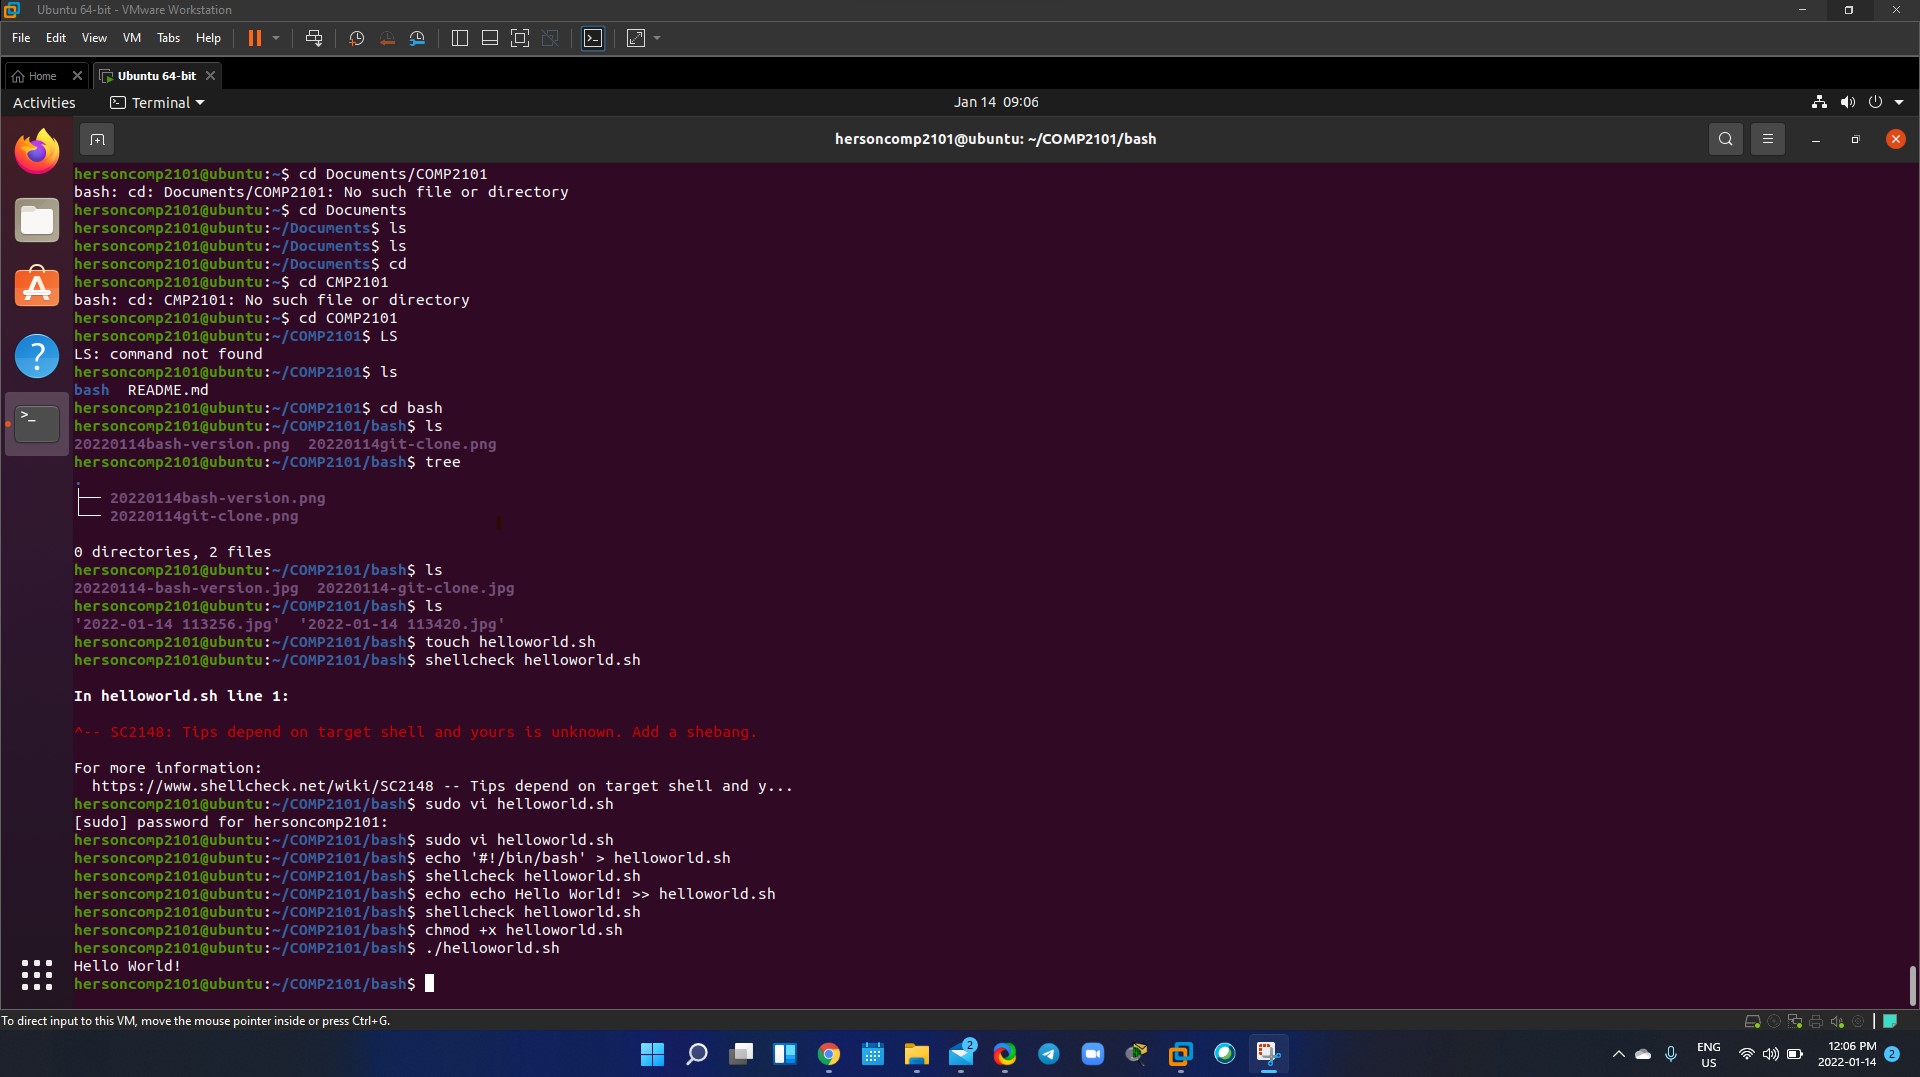 Ubuntu 64-bit - VMware Workstation
File Edit View VM Tabs Help
Home Ubuntu 64-bit
Activities Terminal Jan 14 09:06
hersoncomp2101@ubuntu: ~/COMP2101/bash
hersoncomp2101@ubuntu:~$ cd Documents/COMP2101
bash: cd: Documents/COMP2101: No such file or directory
hersoncomp2101@ubuntu:~$ cd Documents
hersoncomp2101@ubuntu:~/Documents$ ls
hersoncomp2101@ubuntu:~/Documents$ ls
hersoncomp2101@ubuntu:~/Documents$ cd
hersoncomp2101@ubuntu:~$ cd CMP2101
bash: cd: CMP2101: No such file or directory
hersoncomp2101@ubuntu:~$ cd COMP2101
hersoncomp2101@ubuntu:~/COMP2101$ LS
LS: command not found
hersoncomp2101@ubuntu:~/COMP2101$ ls
bash  README.md
hersoncomp2101@ubuntu:~/COMP2101$ cd bash
hersoncomp2101@ubuntu:~/COMP2101/bash$ ls
20220114bash-version.png  20220114git-clone.png
hersoncomp2101@ubuntu:~/COMP2101/bash$ tree
.
├── 20220114bash-version.png
└── 20220114git-clone.png
0 directories, 2 files
hersoncomp2101@ubuntu:~/COMP2101/bash$ ls
20220114-bash-version.jpg  20220114-git-clone.jpg
hersoncomp2101@ubuntu:~/COMP2101/bash$ ls
'2022-01-14 113256.jpg'  '2022-01-14 113420.jpg'
hersoncomp2101@ubuntu:~/COMP2101/bash$ touch helloworld.sh
hersoncomp2101@ubuntu:~/COMP2101/bash$ shellcheck helloworld.sh
In helloworld.sh line 1:
^-- SC2148: Tips depend on target shell and yours is unknown. Add a shebang.
For more information:
  https://www.shellcheck.net/wiki/SC2148 -- Tips depend on target shell and y...
hersoncomp2101@ubuntu:~/COMP2101/bash$ sudo vi helloworld.sh
[sudo] password for hersoncomp2101:
hersoncomp2101@ubuntu:~/COMP2101/bash$ sudo vi helloworld.sh
hersoncomp2101@ubuntu:~/COMP2101/bash$ echo '#!/bin/bash' > helloworld.sh
hersoncomp2101@ubuntu:~/COMP2101/bash$ shellcheck helloworld.sh
hersoncomp2101@ubuntu:~/COMP2101/bash$ echo echo Hello World! >> helloworld.sh
hersoncomp2101@ubuntu:~/COMP2101/bash$ shellcheck helloworld.sh
hersoncomp2101@ubuntu:~/COMP2101/bash$ chmod +x helloworld.sh
hersoncomp2101@ubuntu:~/COMP2101/bash$ ./helloworld.sh
Hello World!
hersoncomp2101@ubuntu:~/COMP2101/bash$
To direct input to this VM, move the mouse pointer inside or press Ctrl+G.
2
ENG
US
12:06 PM
2022-01-14
2